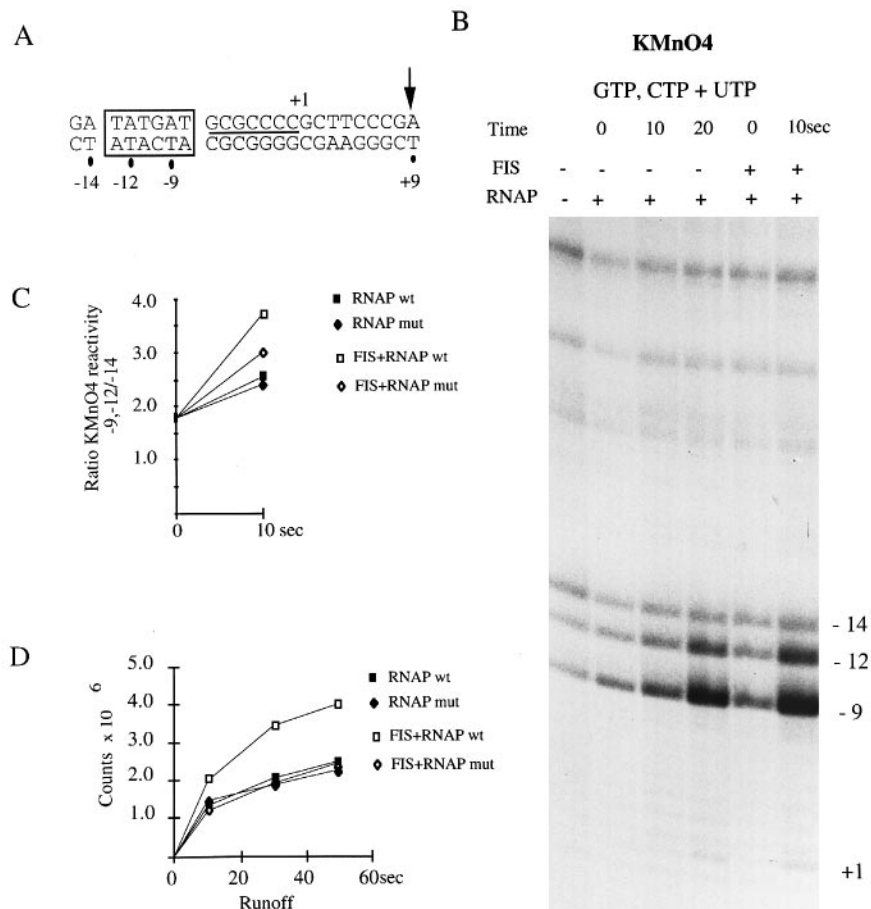 A
+1
GA TATGAT GCGCCCCGCTTCCCGA
CT ATACTA CGCGGGGCGAAGGGCT
-14 -12 -9 +9
B
KMnO4
GTP, CTP + UTP
Time 0 10 20 0 10sec
FIS - - - - + +
RNAP - + + + + +
- 14
- 12
- 9
+1
C
Ratio KMnO4 reactivity
-9,-12/-14
4.0
3.0
2.0
1.0
0 10 sec
RNAP wt
RNAP mut
FIS+RNAP wt
FIS+RNAP mut
D
Counts x 10 6
5.0
4.0
3.0
2.0
1.0
0 20 40 60sec
Runoff
RNAP wt
RNAP mut
FIS+RNAP wt
FIS+RNAP mut